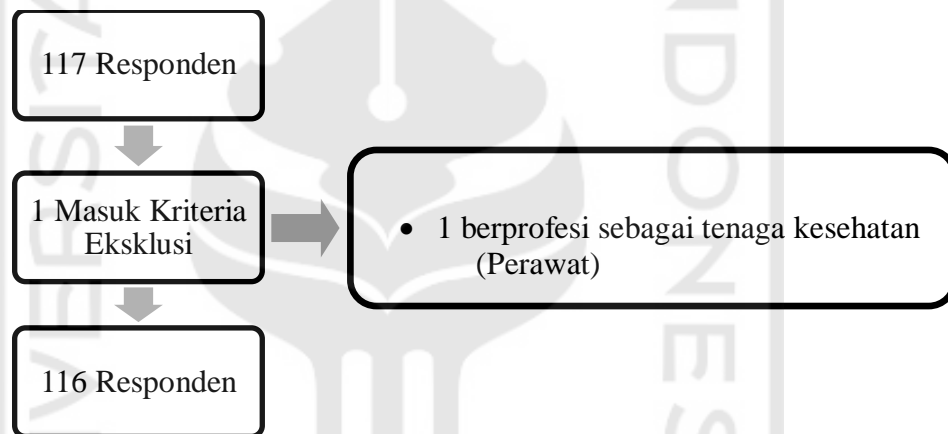 117 Responden
1 Masuk Kriteria
Eksklusi
• 1 berprofesi sebagai tenaga kesehatan
(Perawat)
116 Responden